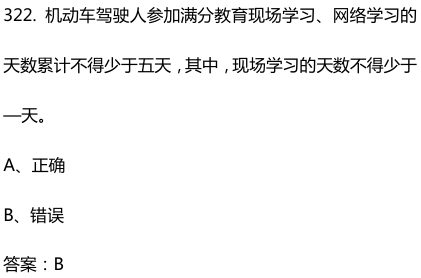 322. 机动车驾驶人参加满分教育现场学习、网络学习的
天数累计不得少于五天,其中,现场学习的天数不得少于
—天。
A、正确
B、错误
答案：B